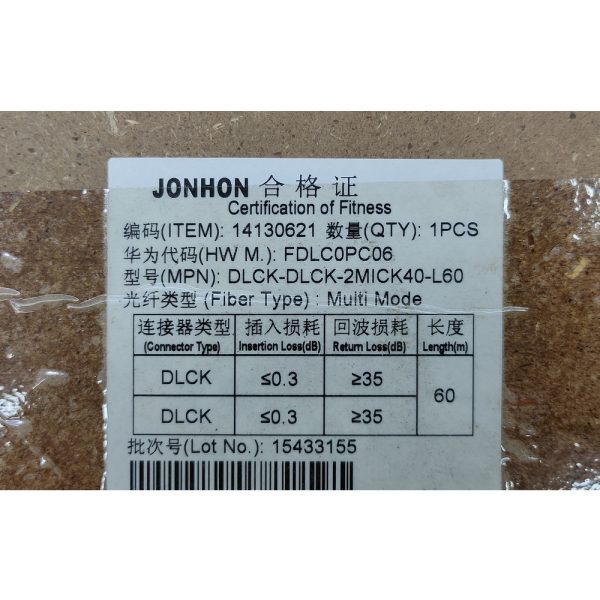 JONHON 合格证
Certification of Fitness
编码(ITEM): 14130621 数量(QTY): 1PCS
华为代码(HW M.): FDLC0PC06
型号(MPN): DLCK-DLCK-2MICK40-L60
光纤类型 (Fiber Type) : Multi Mode
连接器类型 插入损耗 回波损耗 长度
(Connector Type) Insertion Loss(dB) Return Loss(dB) Length(m)
DLCK ≤0.3 ≥35 60
DLCK ≤0.3 ≥35
批次号(Lot No.): 15433155